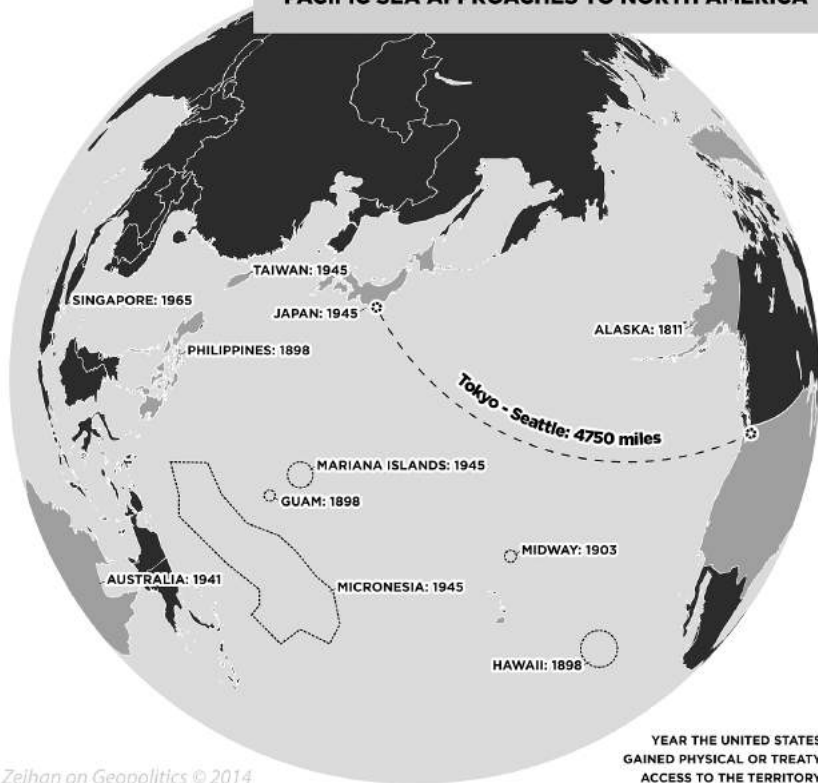 PACIFIC SEA APPROACHES TO NORTH AMERICA
TAIWAN: 1945
SINGAPORE: 1965
JAPAN: 1945
ALASKA: 1811
PHILIPPINES: 1898
Tokyo - Seattle: 4750 miles
MARIANA ISLANDS: 1945
GUAM: 1898
MIDWAY: 1903
AUSTRALIA: 1941
MICRONESIA: 1945
HAWAII: 1898
YEAR THE UNITED STATES
GAINED PHYSICAL OR TREATY
ACCESS TO THE TERRITORY
Zeihan on Geopolitics © 2014